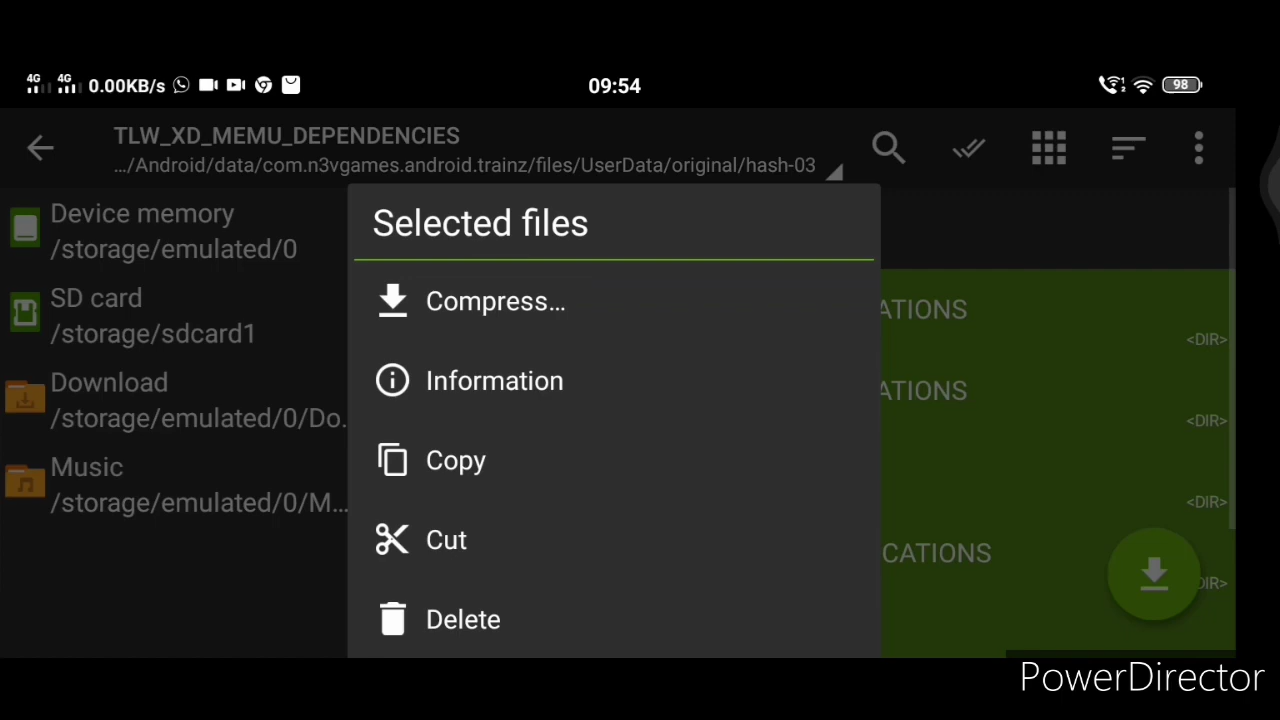 4G 4G 0.00KB/s 09:54 98
TLW_XD_MEMU_DEPENDENCIES
.../Android/data/com.n3vgames.android.trainz/files/UserData/original/hash-03
Device memory
/storage/emulated/0
SD card
/storage/sdcard1
Download
/storage/emulated/0/Do...
Music
/storage/emulated/0/M...
Selected files
Compress...
Information
Copy
Cut
Delete
ATIONS
<DIR>
ATIONS
<DIR>
<DIR>
CATIONS
DIR>
PowerDirector